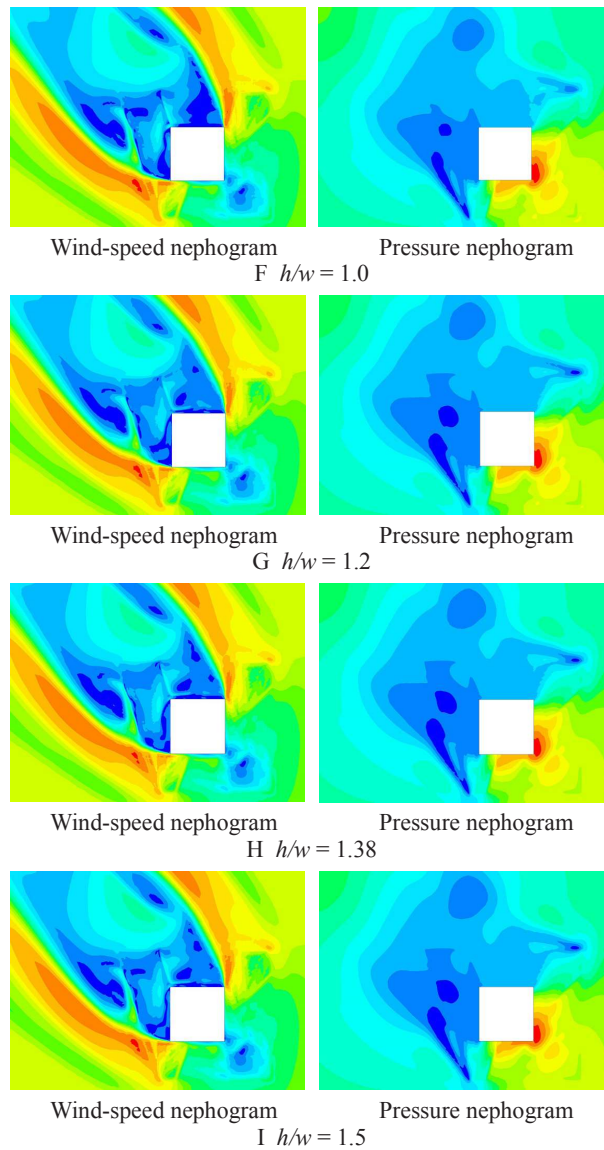 Wind-speed nephogram Pressure nephogram
F h/w = 1.0
Wind-speed nephogram Pressure nephogram
G h/w = 1.2
Wind-speed nephogram Pressure nephogram
H h/w = 1.38
Wind-speed nephogram Pressure nephogram
I h/w = 1.5